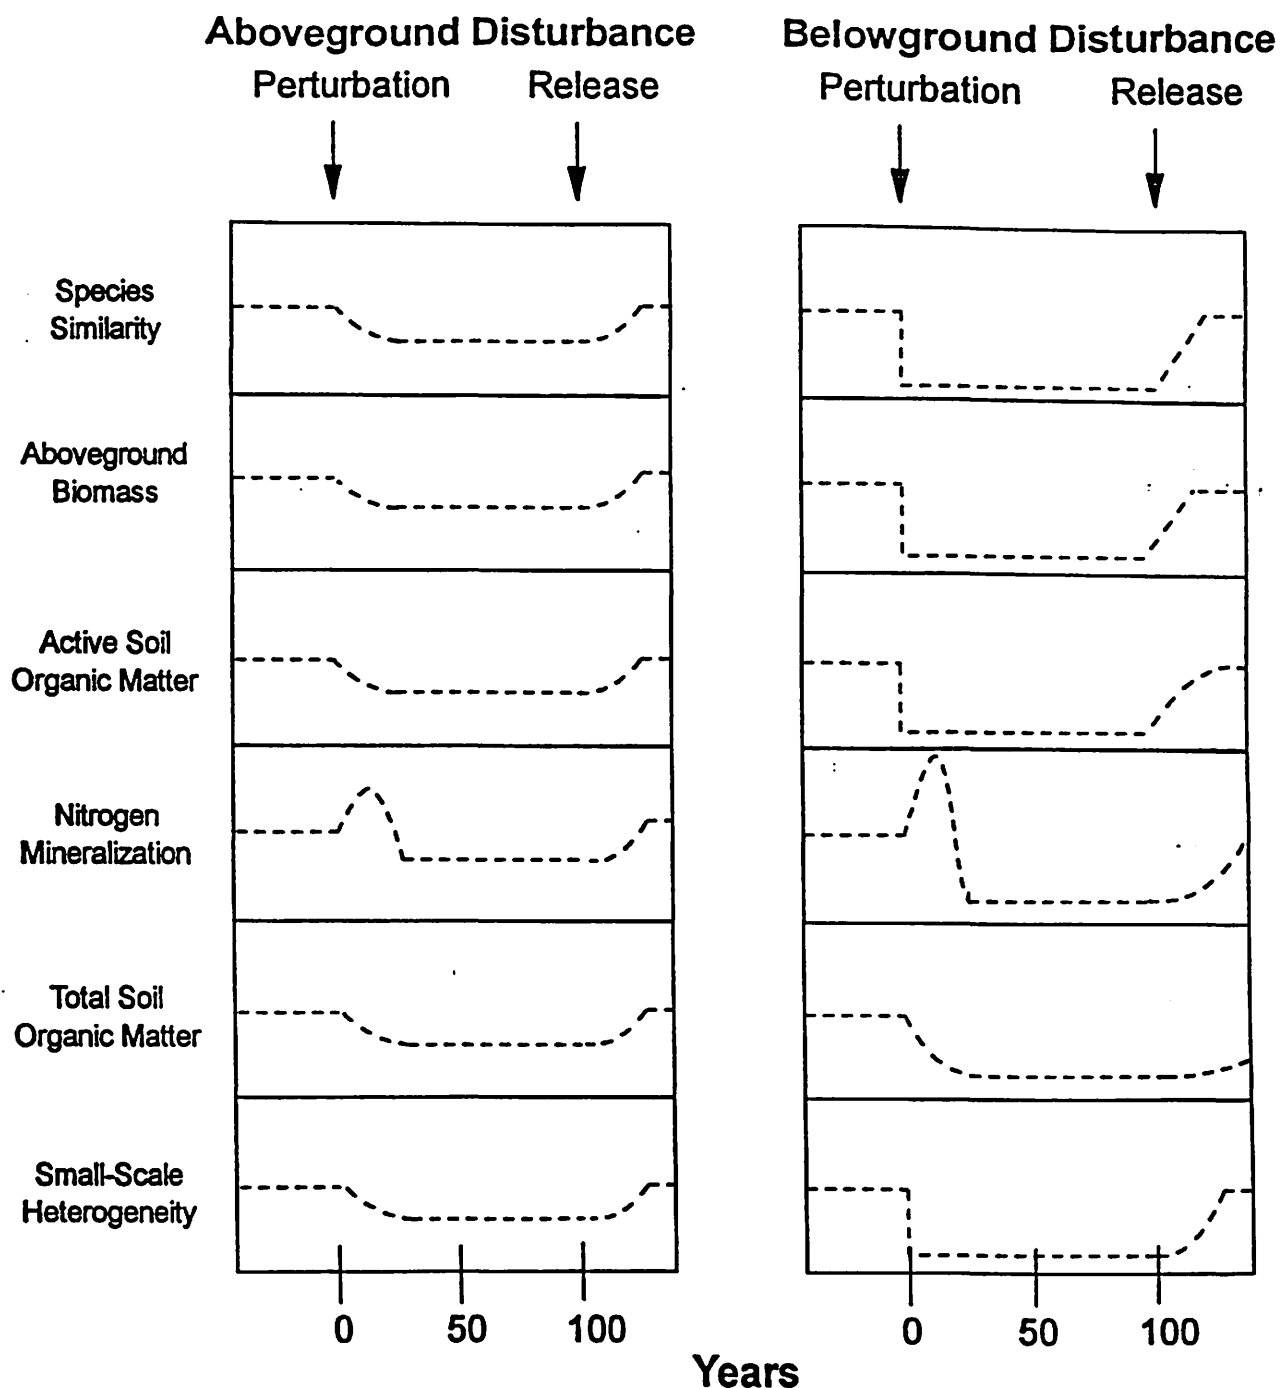 Aboveground Disturbance
Belowground Disturbance
Perturbation
Release
Perturbation
Release
Species
Similarity
Aboveground
Biomass
Active Soil
Organic Matter
Nitrogen
Mineralization
Total Soil
Organic Matter
Small-Scale
Heterogeneity
0
50
100
0
50
100
Years